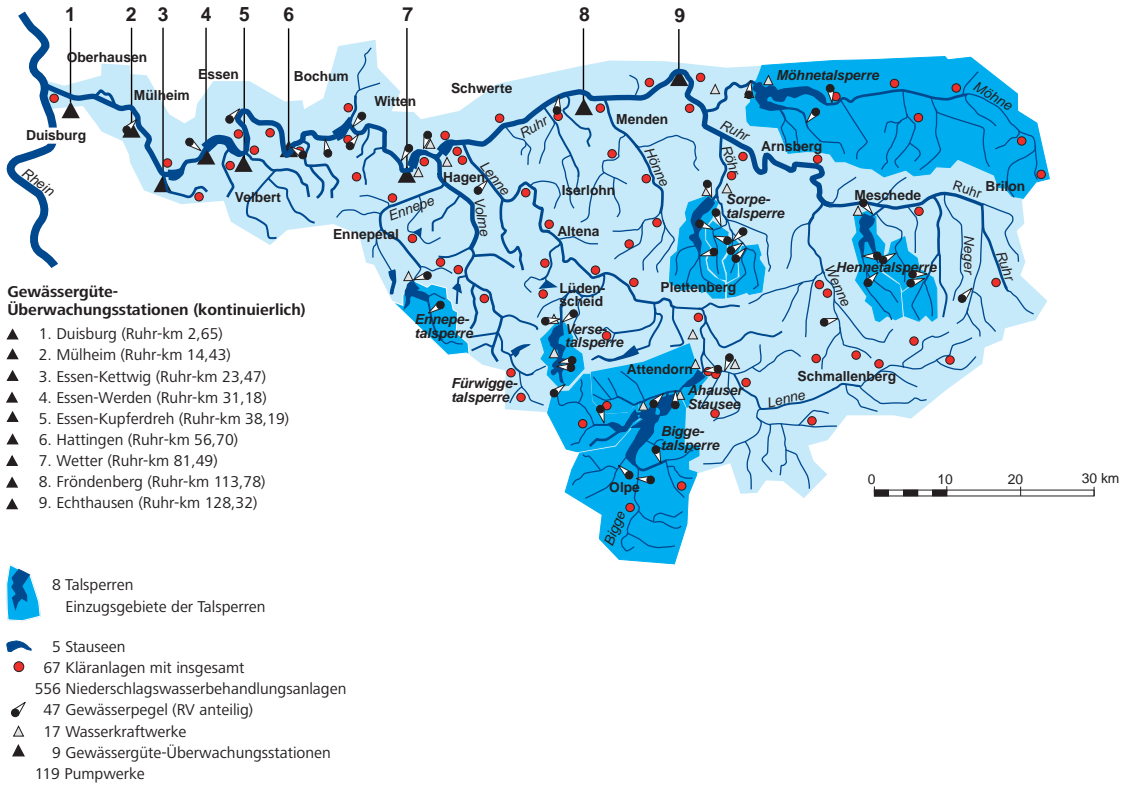 1 2 3 4 5 6 7 8 9
Oberhausen
Essen
Bochum
Möhnetalsperre
Mülheim
Witten
Schwerte
Möhne
Duisburg
Ruhr
Menden
Ruhr
Arnsberg
Rhein
Velbert
Hagen
Lenne
Iserlohn
Hönne
Röhr
Meschede
Ruhr
Brilon
Ennepe
Volme
Sorpe-
talsperre
Ennepetal
Altena
Neger
Ruhr
Hennetalsperre
Wenne
Plettenberg
Lüden-
scheid
Ennepe-
talsperre
Verse-
talsperre
Fürwigge-
talsperre
Attendorn
Ahauser
Stausee
Schmallenberg
Lenne
Bigge-
talsperre
Olpe
Bigge
0 10 20 30 km
Gewässergüte-
Überwachungsstationen (kontinuierlich)
1. Duisburg (Ruhr-km 2,65)
2. Mülheim (Ruhr-km 14,43)
3. Essen-Kettwig (Ruhr-km 23,47)
4. Essen-Werden (Ruhr-km 31,18)
5. Essen-Kupferdreh (Ruhr-km 38,19)
6. Hattingen (Ruhr-km 56,70)
7. Wetter (Ruhr-km 81,49)
8. Fröndenberg (Ruhr-km 113,78)
9. Echthausen (Ruhr-km 128,32)
8 Talsperren
Einzugsgebiete der Talsperren
5 Stauseen
67 Kläranlagen mit insgesamt
556 Niederschlagswasserbehandlungsanlagen
47 Gewässerpegel (RV anteilig)
17 Wasserkraftwerke
9 Gewässergüte-Überwachungsstationen
119 Pumpwerke